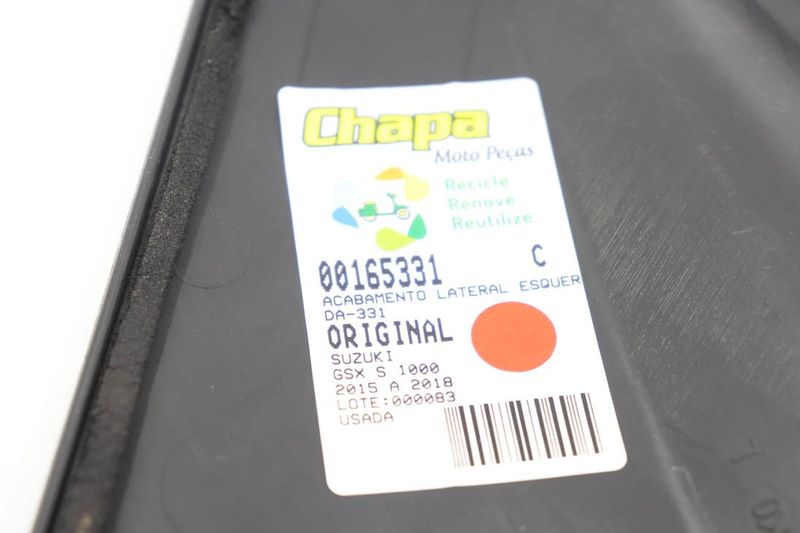 Chapa
Moto Peças
Recicle
Renove
Reutilize
00165331 C
ACABAMENTO LATERAL ESQUER
DA-331
ORIGINAL
SUZUKI
GSX S 1000
2015 A 2018
LOTE:000083
USADA